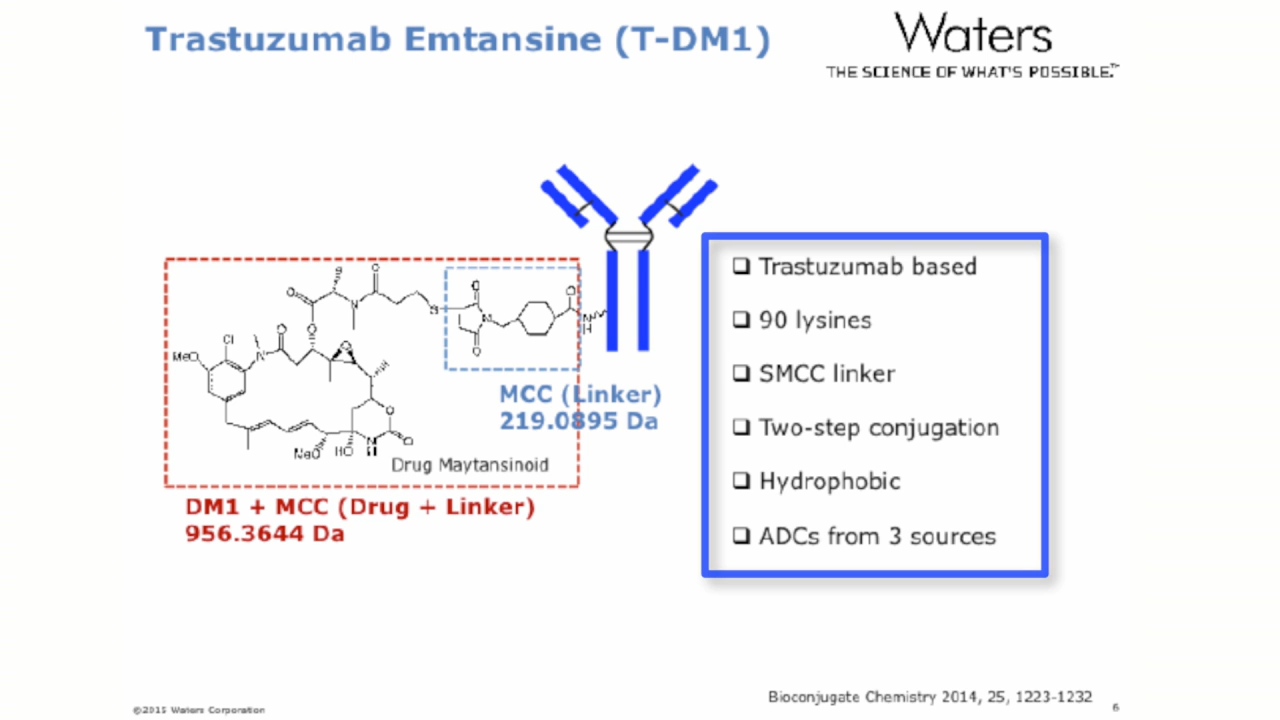 Trastuzumab Emtansine (T-DM1)
Waters
THE SCIENCE OF WHAT'S POSSIBLE.™
Cl
MeO
N
O
O
O
O
S
O
N
O
O
N
H
O
MeO
HO
N
H
O
O
H
N
MCC (Linker)
219.0895 Da
Drug Maytansinoid
DM1 + MCC (Drug + Linker)
956.3644 Da
❑ Trastuzumab based
❑ 90 lysines
❑ SMCC linker
❑ Two-step conjugation
❑ Hydrophobic
❑ ADCs from 3 sources
Bioconjugate Chemistry 2014, 25, 1223-1232
©2015 Waters Corporation
6